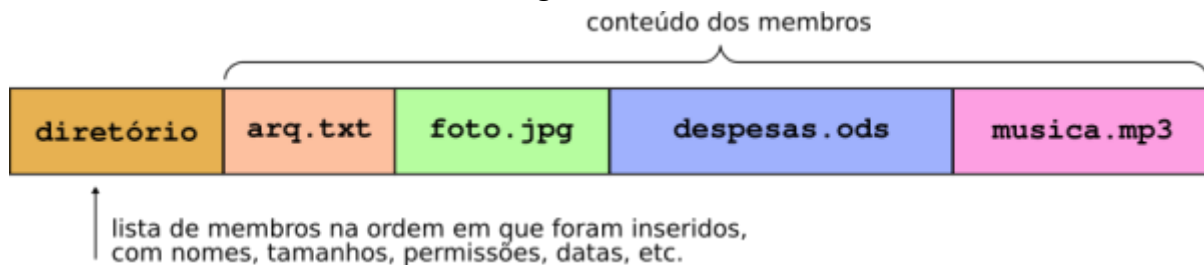 conteúdo dos membros
diretório arq.txt foto.jpg despesas.ods musica.mp3
lista de membros na ordem em que foram inseridos,
com nomes, tamanhos, permissões, datas, etc.